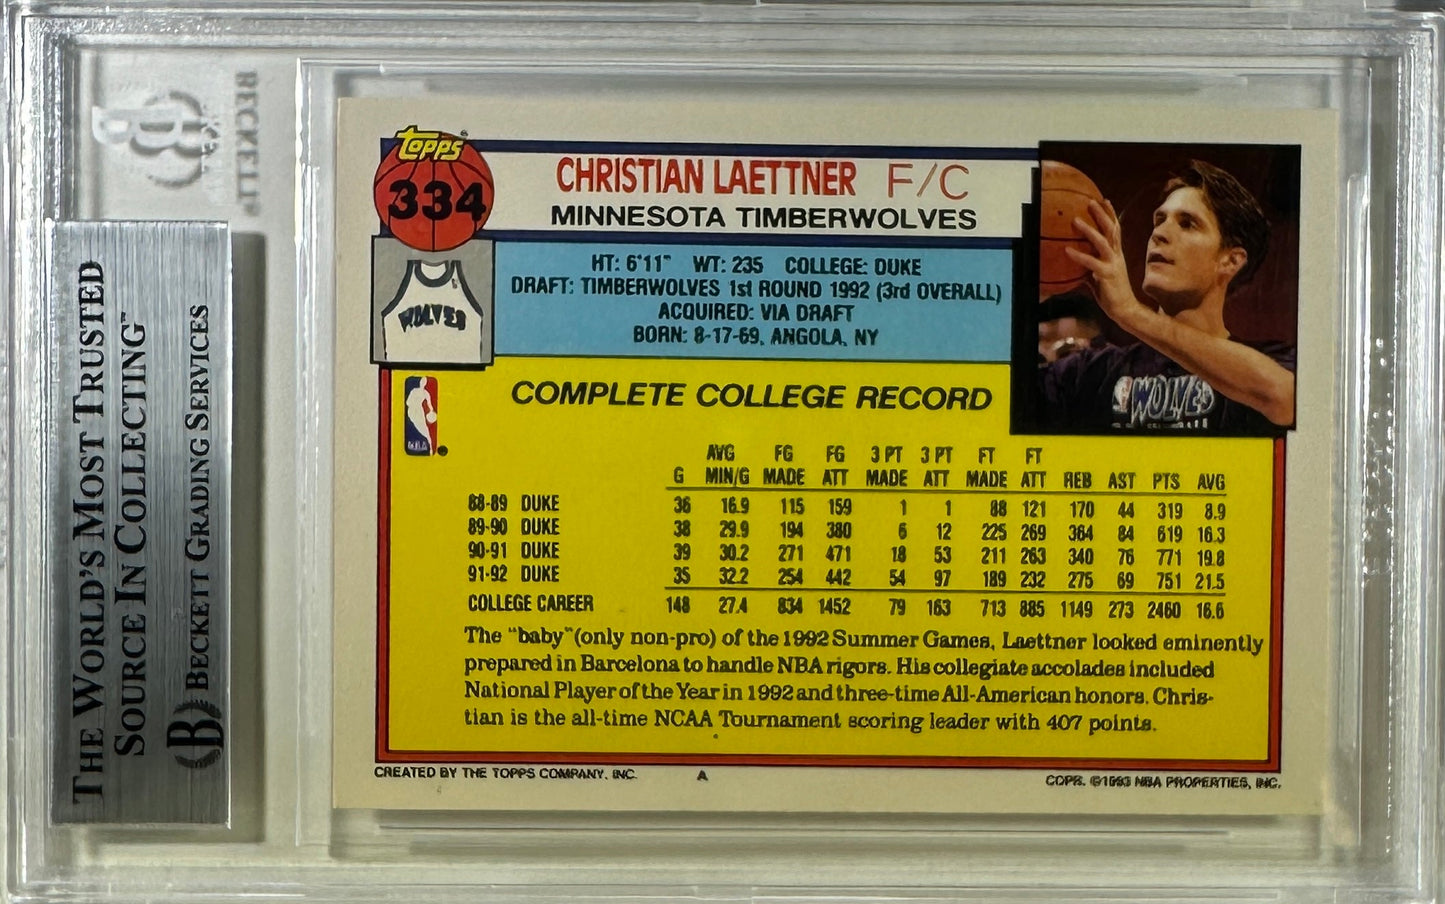 BECKETT
THE WORLD'S MOST TRUSTED
SOURCE IN COLLECTING™
BECKETT GRADING SERVICES
B
Topps
334
CHRISTIAN LAETTNER F/C
MINNESOTA TIMBERWOLVES
HT: 6'11" WT: 235 COLLEGE: DUKE
DRAFT: TIMBERWOLVES 1st ROUND 1992 (3rd OVERALL)
ACQUIRED: VIA DRAFT
BORN: 8-17-69, ANGOLA, NY
WOLVES
WOLVES
NBA
COMPLETE COLLEGE RECORD
AVG FG FG 3 PT 3 PT FT FT
G MIN/G MADE ATT MADE ATT MADE ATT REB AST PTS AVG
88-89 DUKE 36 16.9 115 159 1 1 88 121 170 44 319 8.9
89-90 DUKE 38 29.9 194 380 6 12 225 269 364 84 619 16.3
90-91 DUKE 39 30.2 271 471 18 53 211 263 340 76 771 19.8
91-92 DUKE 35 32.2 254 442 54 97 189 232 275 69 751 21.5
COLLEGE CAREER 148 27.4 834 1452 79 163 713 885 1149 273 2460 16.6
The "baby" (only non-pro) of the 1992 Summer Games, Laettner looked eminently
prepared in Barcelona to handle NBA rigors. His collegiate accolades included
National Player of the Year in 1992 and three-time All-American honors. Chris-
tian is the all-time NCAA Tournament scoring leader with 407 points.
CREATED BY THE TOPPS COMPANY, INC. A COPR. ©1993 NBA PROPERTIES, INC.